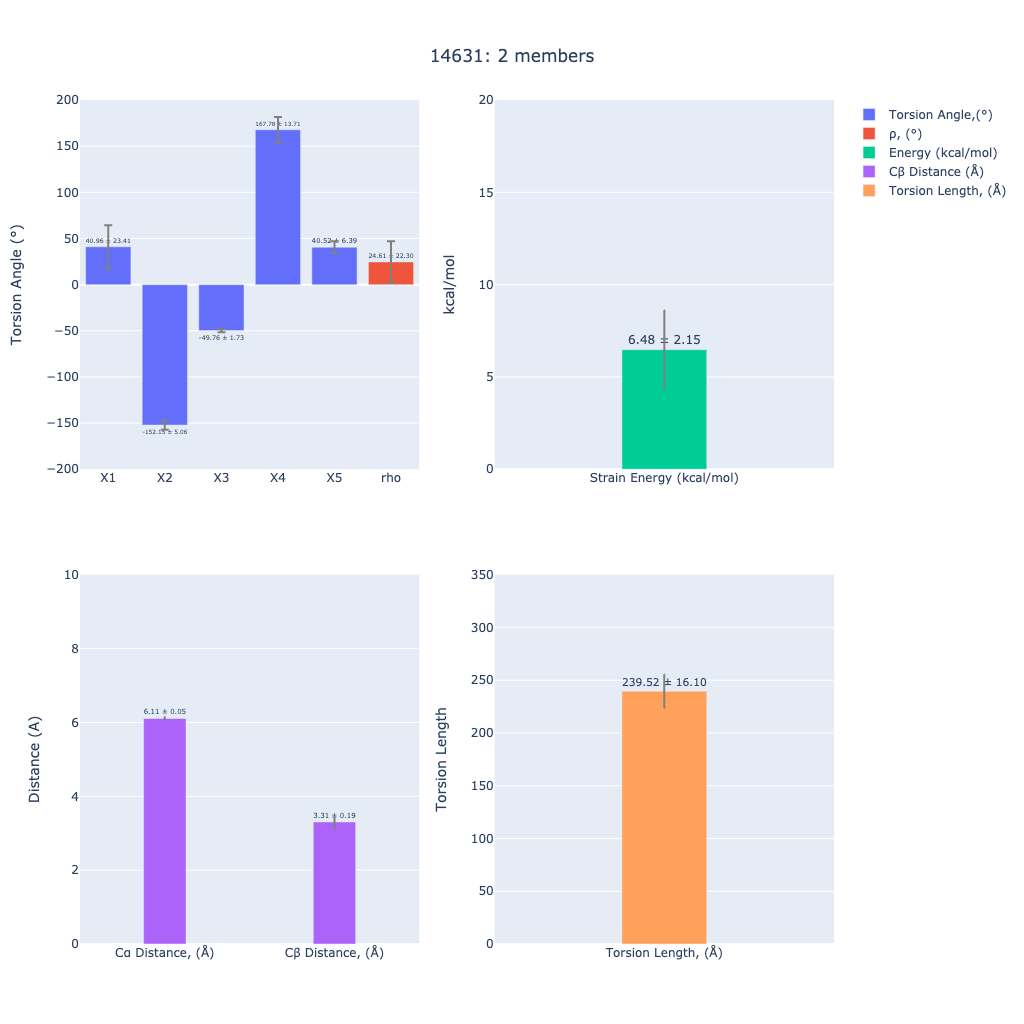 14631: 2 members
Torsion Angle (°)
200
150
100
50
0
−50
−100
−150
−200
40.96 ± 23.41
-152.15 ± 5.06
-49.76 ± 1.73
167.78 ± 13.71
40.52 ± 6.39
24.61 ± 22.30
X1 X2 X3 X4 X5 rho
kcal/mol
20
15
10
5
0
6.48 ± 2.15
Strain Energy (kcal/mol)
Torsion Angle,(°)
ρ, (°)
Energy (kcal/mol)
Cβ Distance (Å)
Torsion Length, (Å)
Distance (A)
10
8
6
4
2
0
6.11 ± 0.05
3.31 ± 0.19
Cα Distance, (Å) Cβ Distance, (Å)
Torsion Length
350
300
250
200
150
100
50
0
239.52 ± 16.10
Torsion Length, (Å)